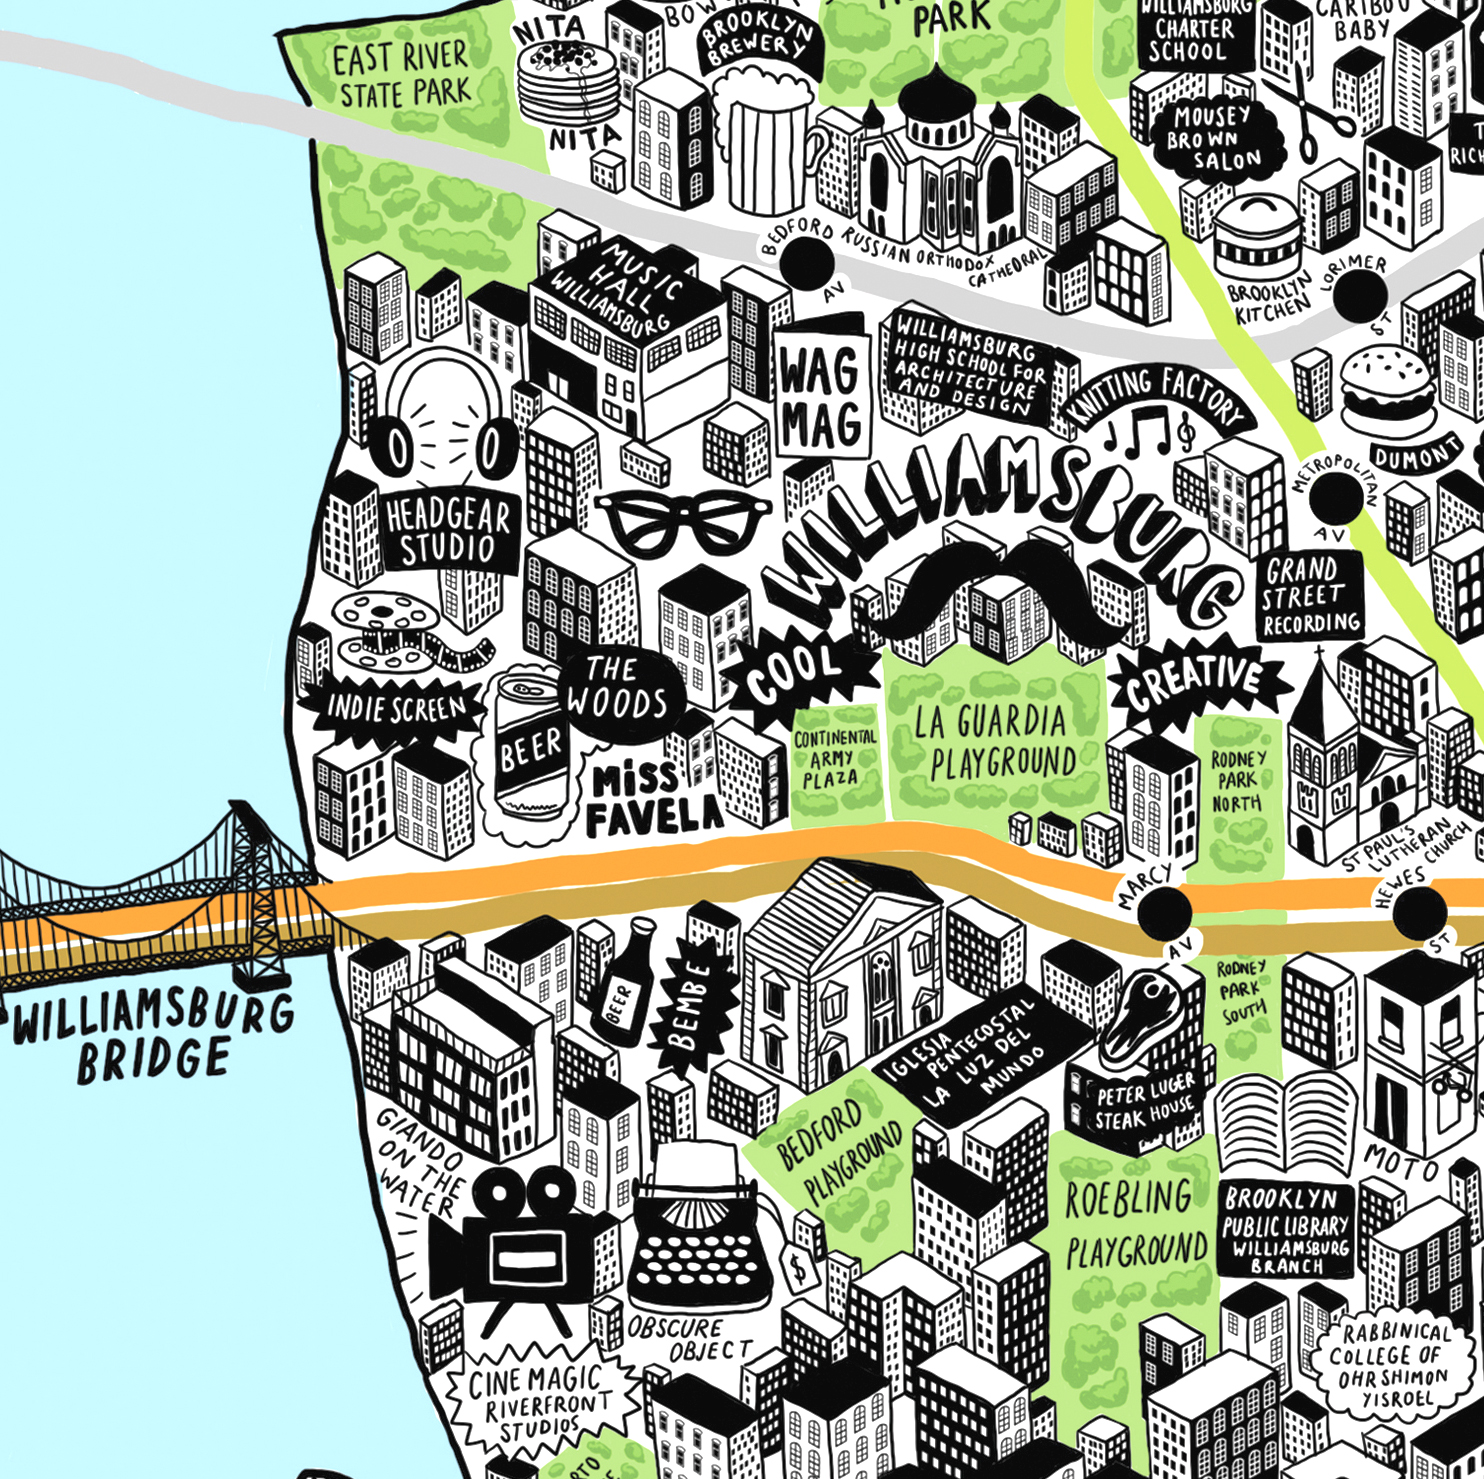 EAST RIVER
STATE PARK
NITA
NITA
BROOKLYN
BREWERY
PARK
WILLIAMSBURG
CHARTER
SCHOOL
CARIBOU
BABY
MOUSEY
BROWN
SALON
BEDFORD
AV
RUSSIAN ORTHODOX
CATHEDRAL
BROOKLYN
KITCHEN
LORIMER
ST
MUSIC
HALL
WILLIAMSBURG
WAG
MAG
WILLIAMSBURG
HIGH SCHOOL FOR
ARCHITECTURE
AND DESIGN
KNITTING FACTORY
DUMONT
METROPOLITAN
AV
HEADGEAR
STUDIO
WILLIAMSBURG
GRAND
STREET
RECORDING
INDIE SCREEN
BEER
THE
WOODS
COOL
CREATIVE
MISS
FAVELA
CONTINENTAL
ARMY
PLAZA
LA GUARDIA
PLAYGROUND
RODNEY
PARK
NORTH
ST PAUL'S
LUTHERAN
CHURCH
MARCY
AV
HEWES
ST
WILLIAMSBURG
BRIDGE
BEER
BEMBE
IGLESIA
PENTECOSTAL
LA LUZ DEL
MUNDO
RODNEY
PARK
SOUTH
PETER LUGER
STEAK HOUSE
MOTO
GIANDO
ON THE
WATER
BEDFORD
PLAYGROUND
ROEBLING
PLAYGROUND
BROOKLYN
PUBLIC LIBRARY
WILLIAMSBURG
BRANCH
$
OBSCURE
OBJECT
CINE MAGIC
RIVERFRONT
STUDIOS
RABBINICAL
COLLEGE OF
OHR SHIMON
YISROEL